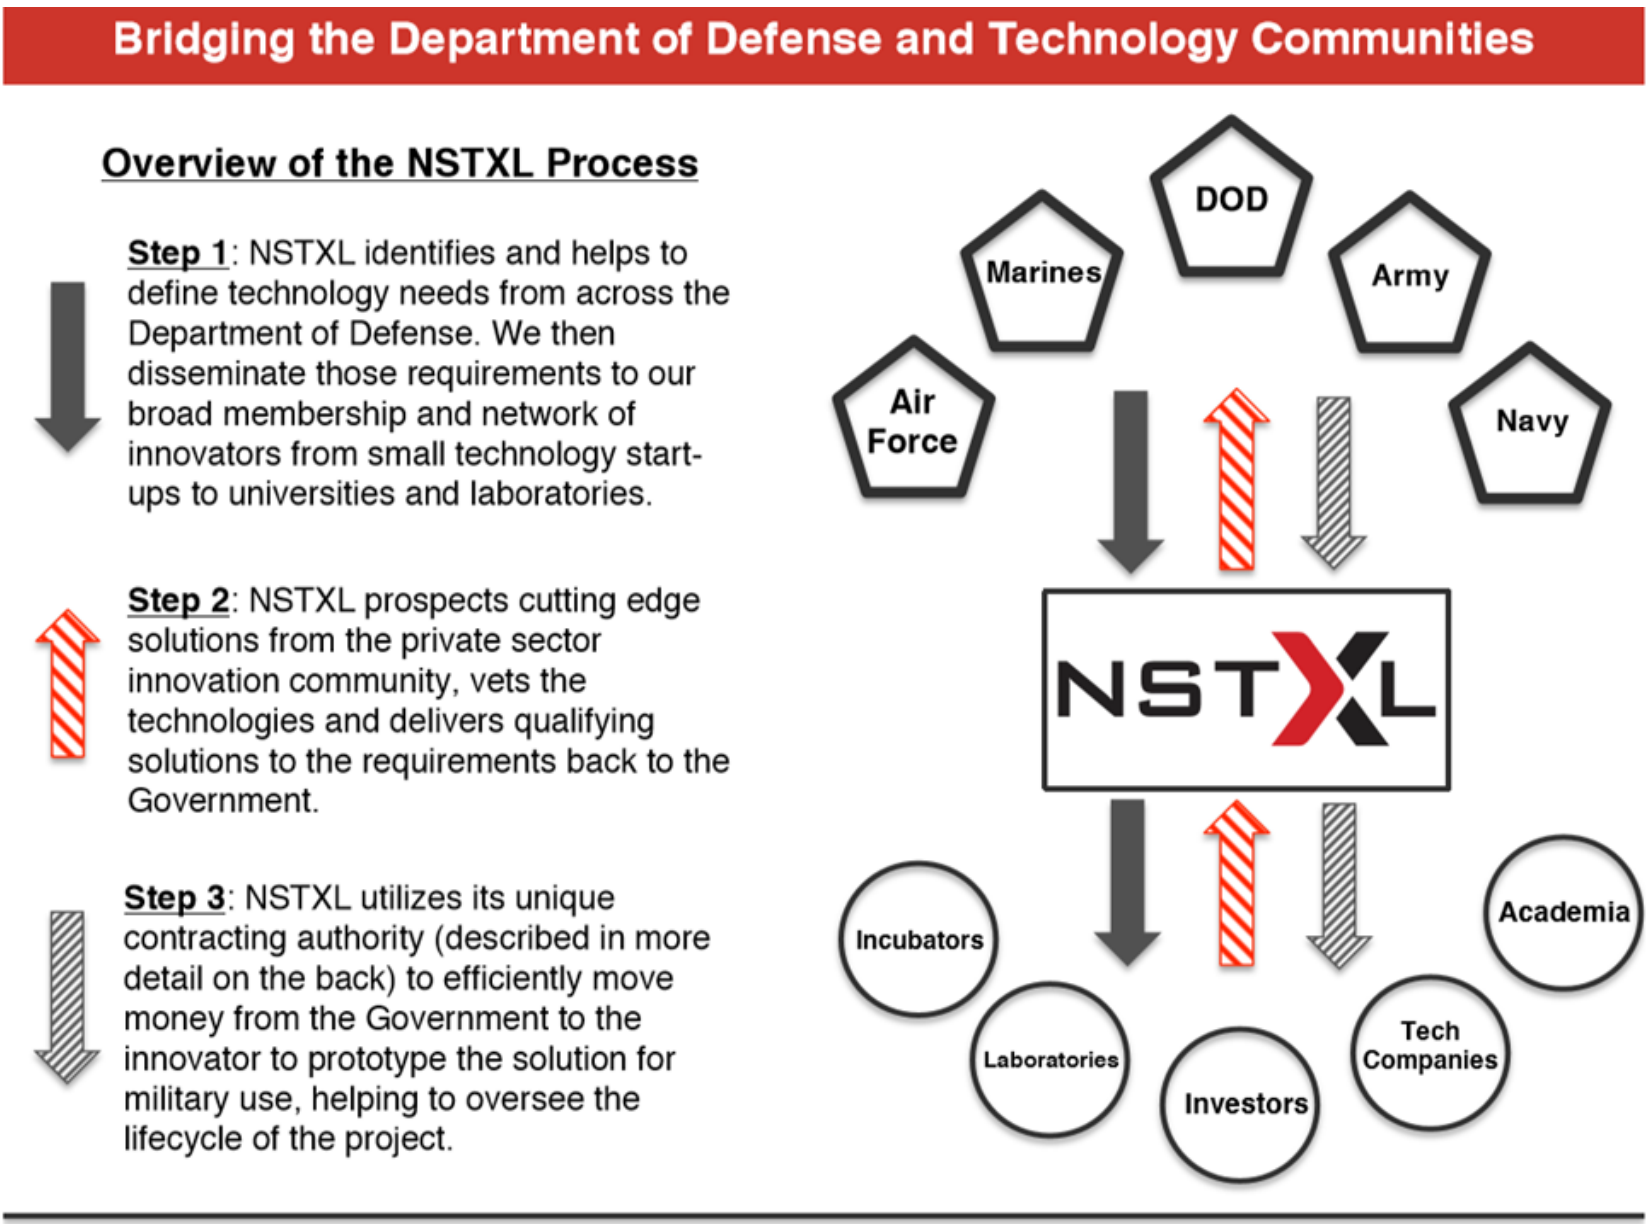 Bridging the Department of Defense and Technology Communities
Overview of the NSTXL Process
Step 1: NSTXL identifies and helps to
define technology needs from across the
Department of Defense. We then
disseminate those requirements to our
broad membership and network of
innovators from small technology start-
ups to universities and laboratories.
Step 2: NSTXL prospects cutting edge
solutions from the private sector
innovation community, vets the
technologies and delivers qualifying
solutions to the requirements back to the
Government.
Step 3: NSTXL utilizes its unique
contracting authority (described in more
detail on the back) to efficiently move
money from the Government to the
innovator to prototype the solution for
military use, helping to oversee the
lifecycle of the project.
DOD
Marines
Army
Air
Force
Navy
NSTXL
Incubators
Laboratories
Investors
Tech
Companies
Academia